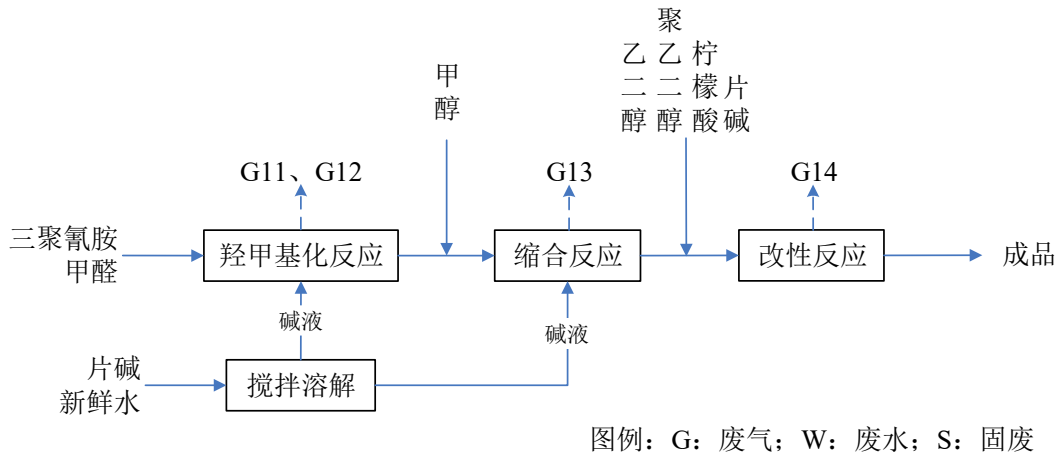 甲醇
乙二醇
聚乙二醇
柠檬酸
片碱
G11、G12
G13
G14
三聚氰胺
甲醛
羟甲基化反应
缩合反应
改性反应
成品
碱液
碱液
片碱
新鲜水
搅拌溶解
图例：G：废气；W：废水；S：固废